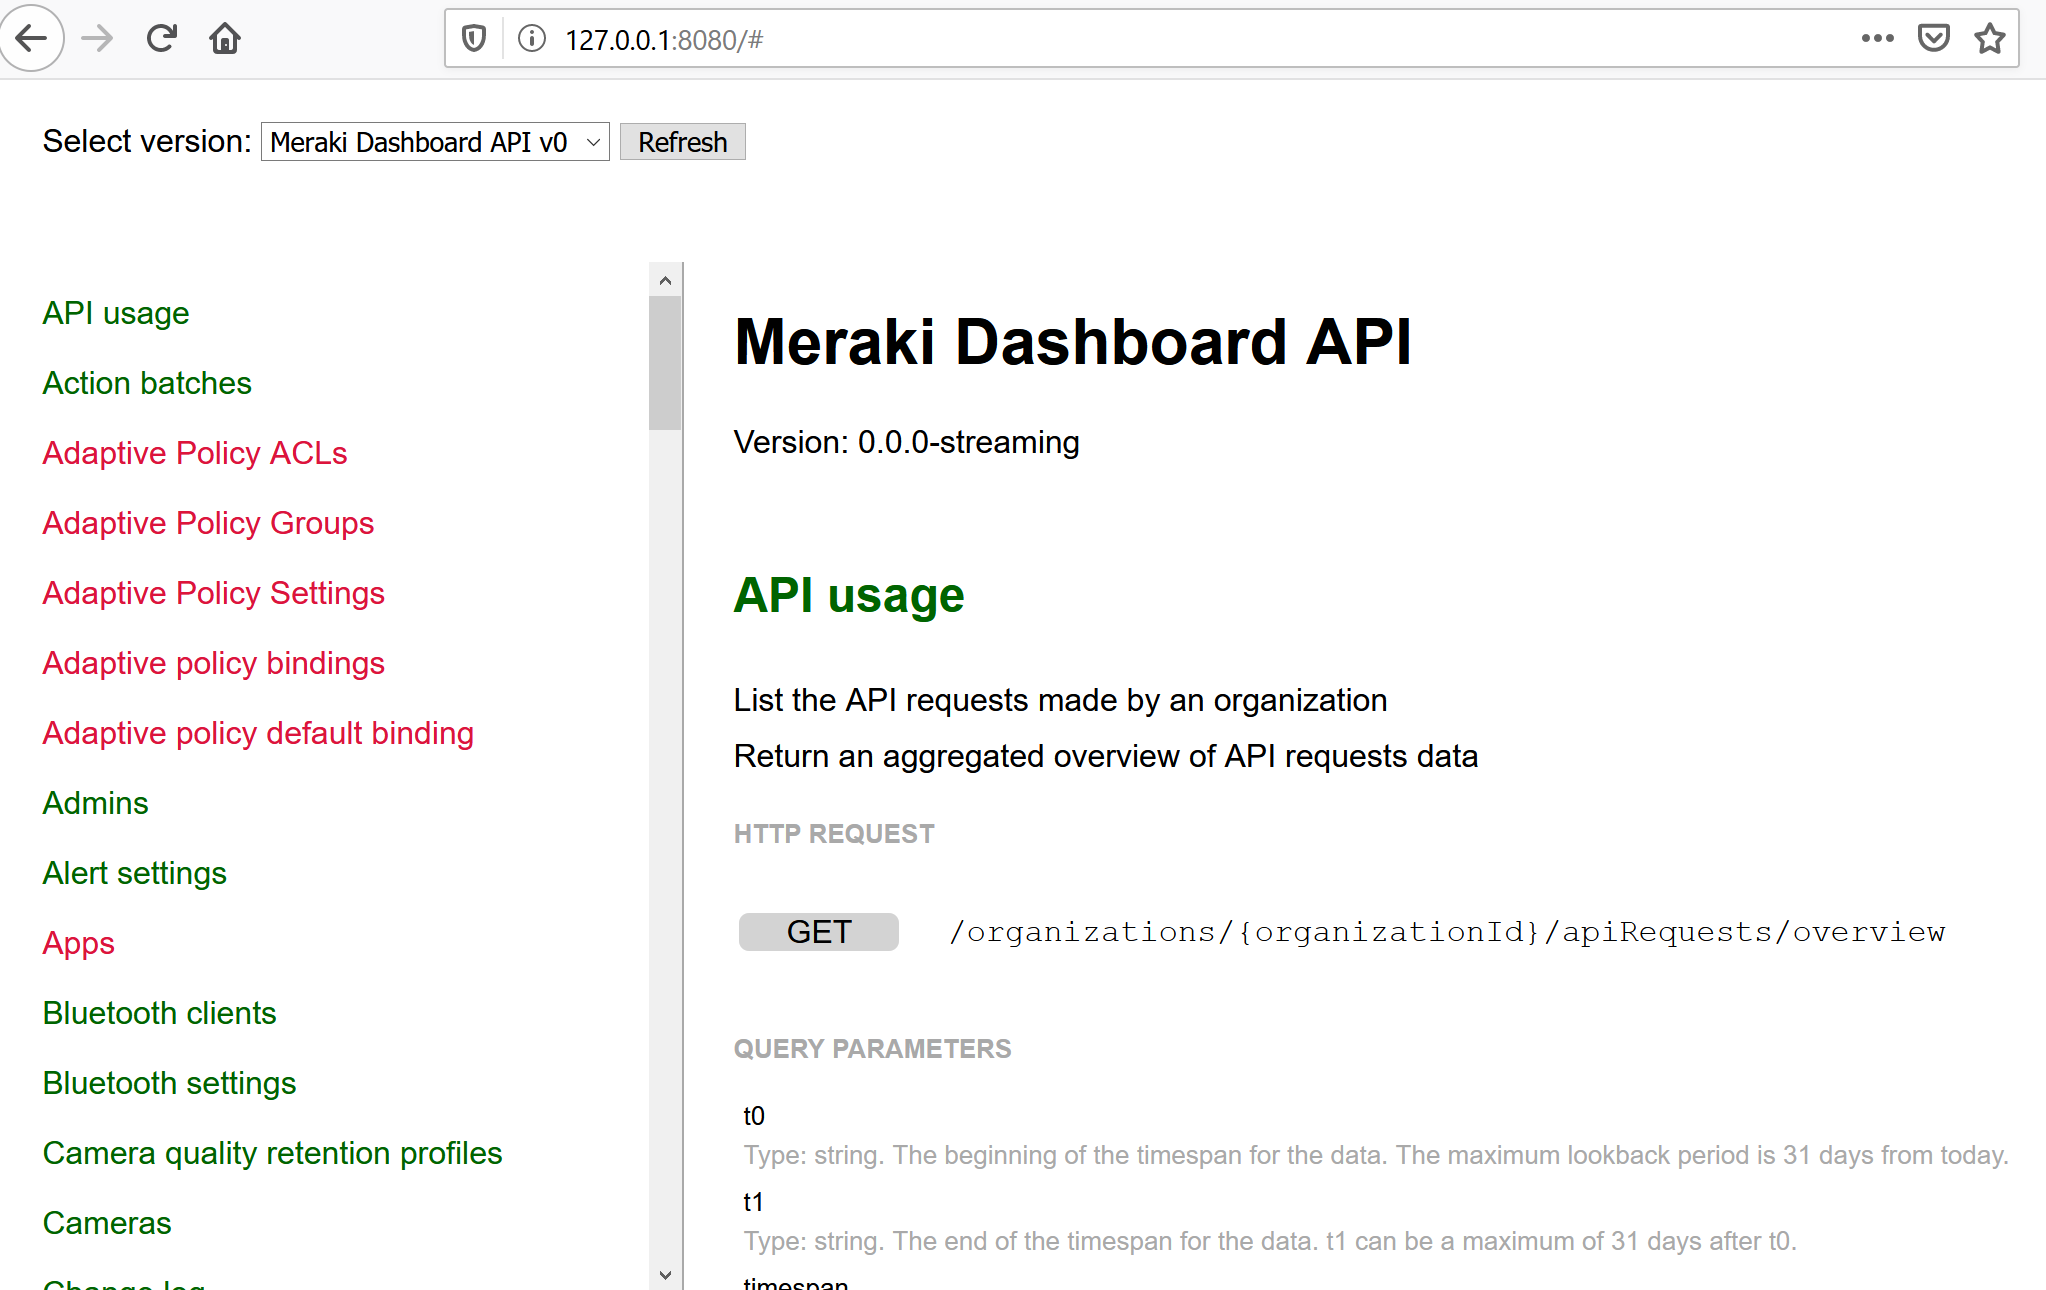 127.0.0.1:8080/#
Select version: Meraki Dashboard API v0 Refresh
API usage
Action batches
Adaptive Policy ACLs
Adaptive Policy Groups
Adaptive Policy Settings
Adaptive policy bindings
Adaptive policy default binding
Admins
Alert settings
Apps
Bluetooth clients
Bluetooth settings
Camera quality retention profiles
Cameras
Change log
Meraki Dashboard API
Version: 0.0.0-streaming
API usage
List the API requests made by an organization
Return an aggregated overview of API requests data
HTTP REQUEST
GET /organizations/{organizationId}/apiRequests/overview
QUERY PARAMETERS
t0
Type: string. The beginning of the timespan for the data. The maximum lookback period is 31 days from today.
t1
Type: string. The end of the timespan for the data. t1 can be a maximum of 31 days after t0.
timespan